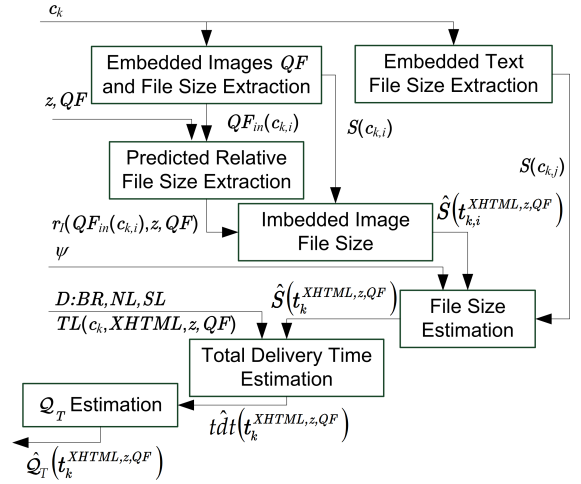 c_k
Embedded Images QF
and File Size Extraction
Embedded Text
File Size Extraction
z, QF
QF_in(c_k,i)
S(c_k,i)
Predicted Relative
File Size Extraction
S(c_k,j)
r_f(QF_in(c_k,i), z, QF)
Imbedded Image
File Size
Ŝ(t_k,i^XHTML,z,QF)
ψ
D:BR, NL, SL
TL(c_k, XHTML, z, QF)
Ŝ(t_k^XHTML,z,QF)
File Size
Estimation
Total Delivery Time
Estimation
Q_T Estimation
td̂t(t_k^XHTML,z,QF)
Q̂_T(t_k^XHTML,z,QF)